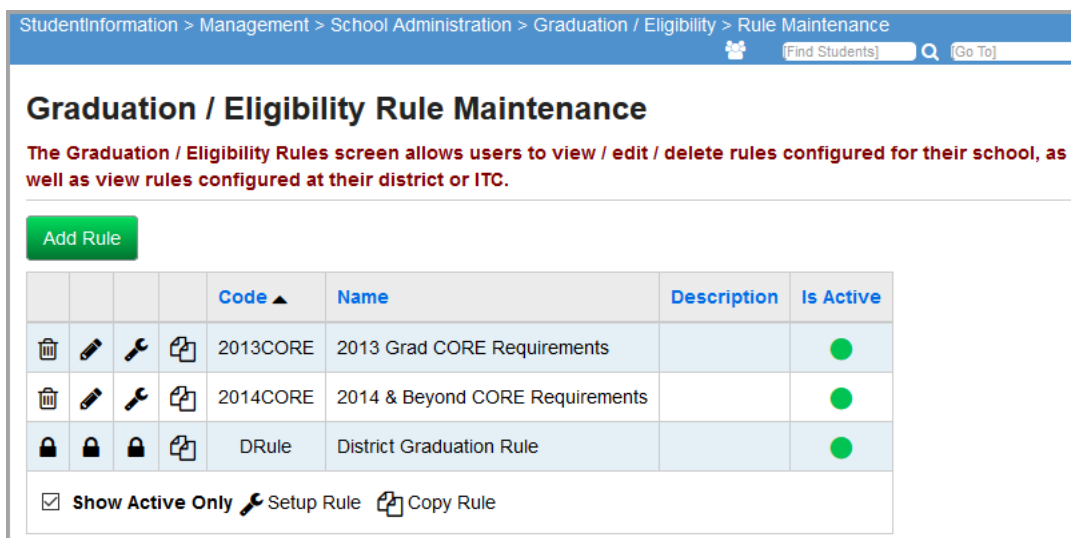 StudentInformation > Management > School Administration > Graduation / Eligibility > Rule Maintenance
[Find Students] [Go To]
Graduation / Eligibility Rule Maintenance
The Graduation / Eligibility Rules screen allows users to view / edit / delete rules configured for their school, as
well as view rules configured at their district or ITC.
Add Rule
Code Name Description Is Active
2013CORE 2013 Grad CORE Requirements
2014CORE 2014 & Beyond CORE Requirements
DRule District Graduation Rule
Show Active Only Setup Rule Copy Rule